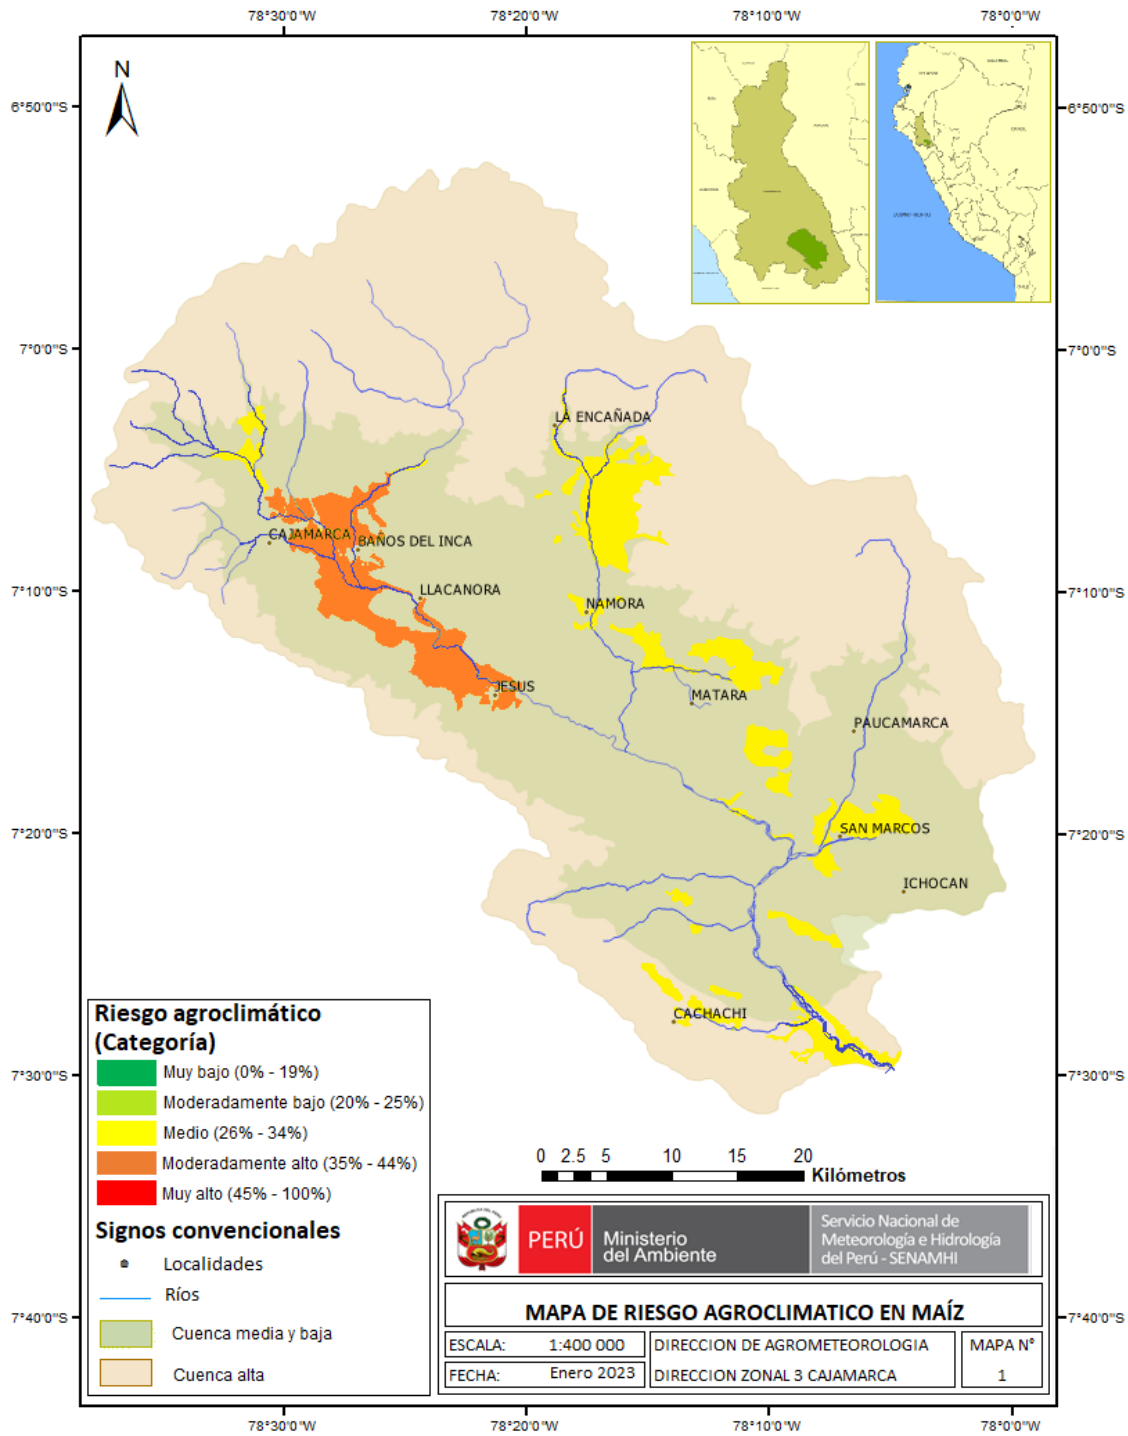 78°30'0"W
78°20'0"W
78°10'0"W
78°0'0"W
N
6°50'0"S
6°50'0"S
7°0'0"S
7°0'0"S
LA ENCAÑADA
CAJAMARCA
BAÑOS DEL INCA
7°10'0"S
7°10'0"S
LLACANORA
NAMORA
JESUS
MATARA
PAUCAMARCA
7°20'0"S
7°20'0"S
SAN MARCOS
ICHOCAN
CACHACHI
7°30'0"S
7°30'0"S
Riesgo agroclimático
(Categoría)
Muy bajo (0% - 19%)
Moderadamente bajo (20% - 25%)
Medio (26% - 34%)
Moderadamente alto (35% - 44%)
Muy alto (45% - 100%)
Signos convencionales
Localidades
Ríos
Cuenca media y baja
Cuenca alta
0 2.5 5 10 15 20
Kilómetros
PERÚ
Ministerio
del Ambiente
Servicio Nacional de
Meteorología e Hidrología
del Perú - SENAMHI
MAPA DE RIESGO AGROCLIMATICO EN MAÍZ
ESCALA: 1:400 000
DIRECCION DE AGROMETEOROLOGIA
MAPA N°
FECHA: Enero 2023
DIRECCION ZONAL 3 CAJAMARCA
1
7°40'0"S
7°40'0"S
78°30'0"W
78°20'0"W
78°10'0"W
78°0'0"W